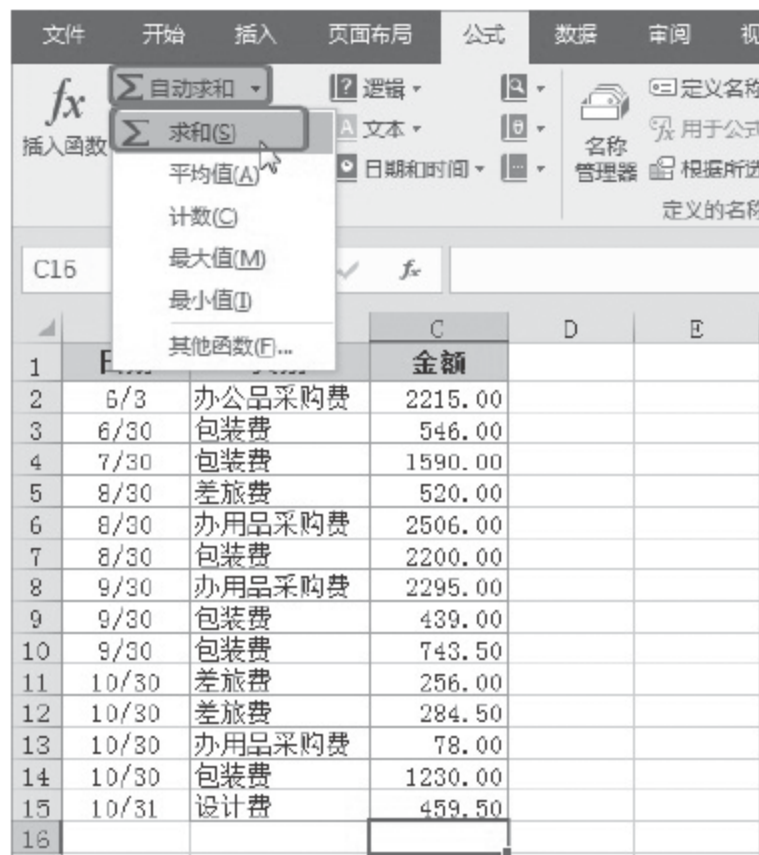 文件 开始 插入 页面布局 公式 数据 审阅 视
fx 插入函数
Σ 自动求和
Σ 求和(S)
平均值(A)
计数(C)
最大值(M)
最小值(I)
其他函数(F)...
? 逻辑
A 文本
日期和时间
θ
名称
管理器
定义名称
用于公式
根据所选
定义的名称
C16 fx
C D E
1 金额
2 6/3 办公品采购费 2215.00
3 6/30 包装费 546.00
4 7/30 包装费 1590.00
5 8/30 差旅费 520.00
6 8/30 办用品采购费 2506.00
7 8/30 包装费 2200.00
8 9/30 办用品采购费 2295.00
9 9/30 包装费 439.00
10 9/30 包装费 743.50
11 10/30 差旅费 256.00
12 10/30 差旅费 284.50
13 10/30 办用品采购费 78.00
14 10/30 包装费 1230.00
15 10/31 设计费 459.50
16